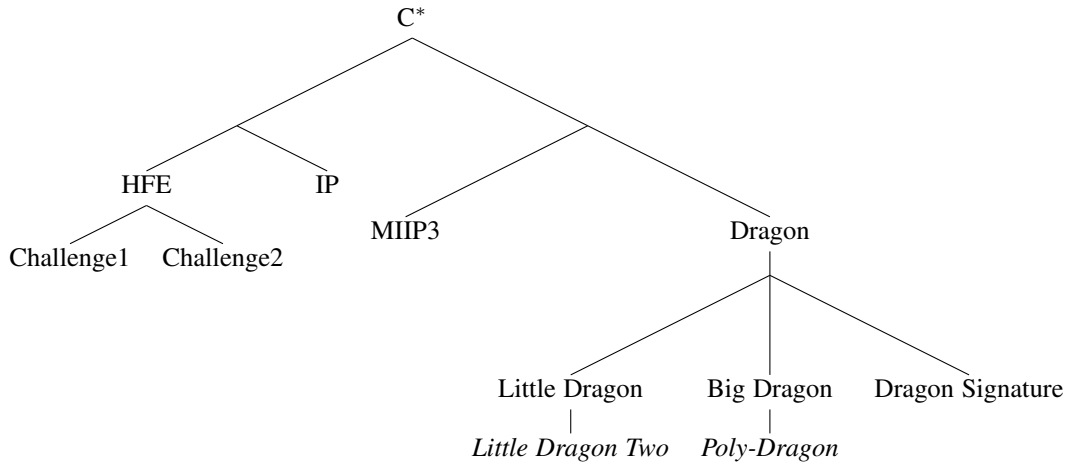 C*
HFE IP
MIIP3 Dragon
Challenge1 Challenge2
Little Dragon Big Dragon Dragon Signature
Little Dragon Two Poly-Dragon